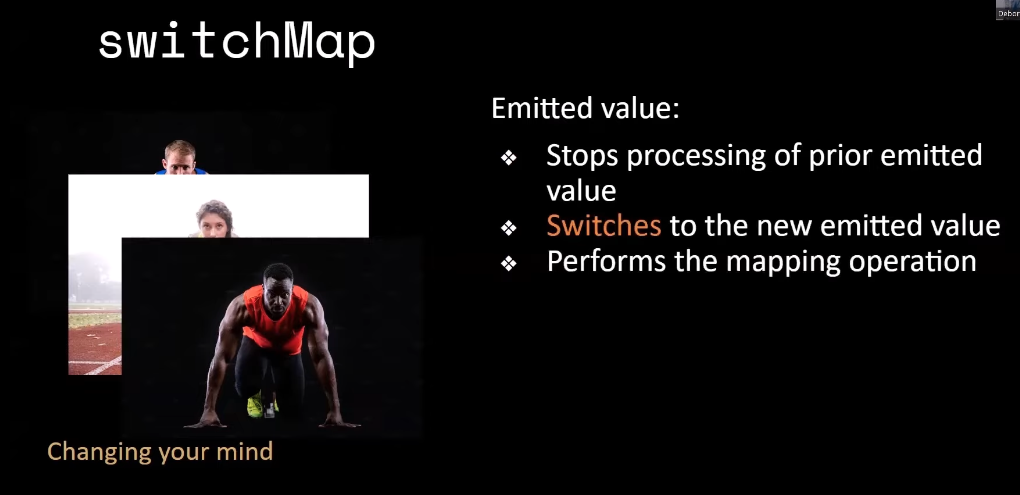 switchMap
Debor
Emitted value:
❖ Stops processing of prior emitted
value
❖ Switches to the new emitted value
❖ Performs the mapping operation
Changing your mind